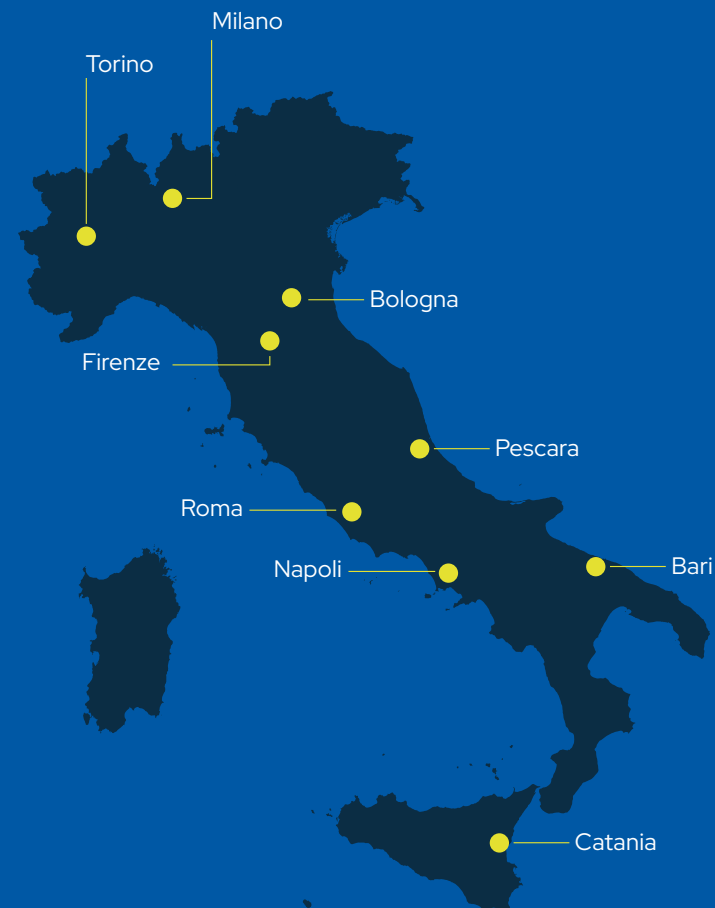 Milano
Torino
Bologna
Firenze
Pescara
Roma
Bari
Napoli
Catania